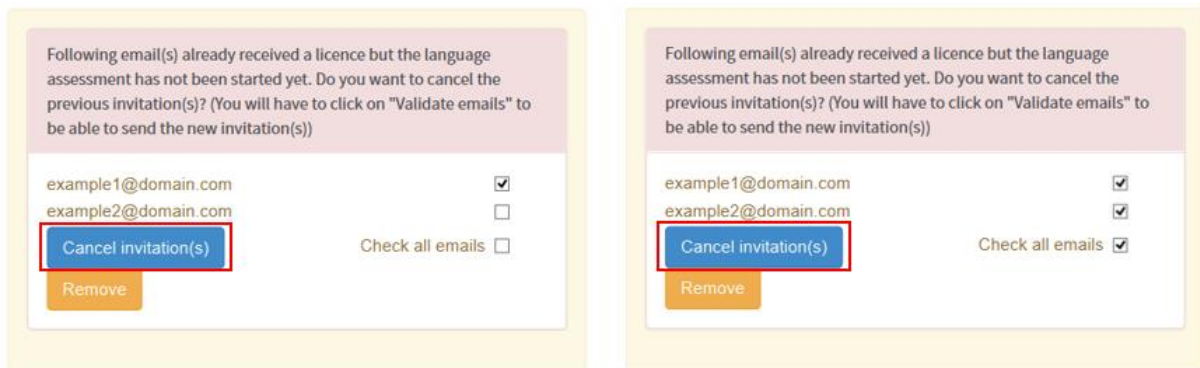 Following email(s) already received a licence but the language
assessment has not been started yet. Do you want to cancel the
previous invitation(s)? (You will have to click on "Validate emails" to
be able to send the new invitation(s))
example1@domain.com
example2@domain.com
Cancel invitation(s) Check all emails
Remove
Following email(s) already received a licence but the language
assessment has not been started yet. Do you want to cancel the
previous invitation(s)? (You will have to click on "Validate emails" to
be able to send the new invitation(s))
example1@domain.com
example2@domain.com
Cancel invitation(s) Check all emails
Remove